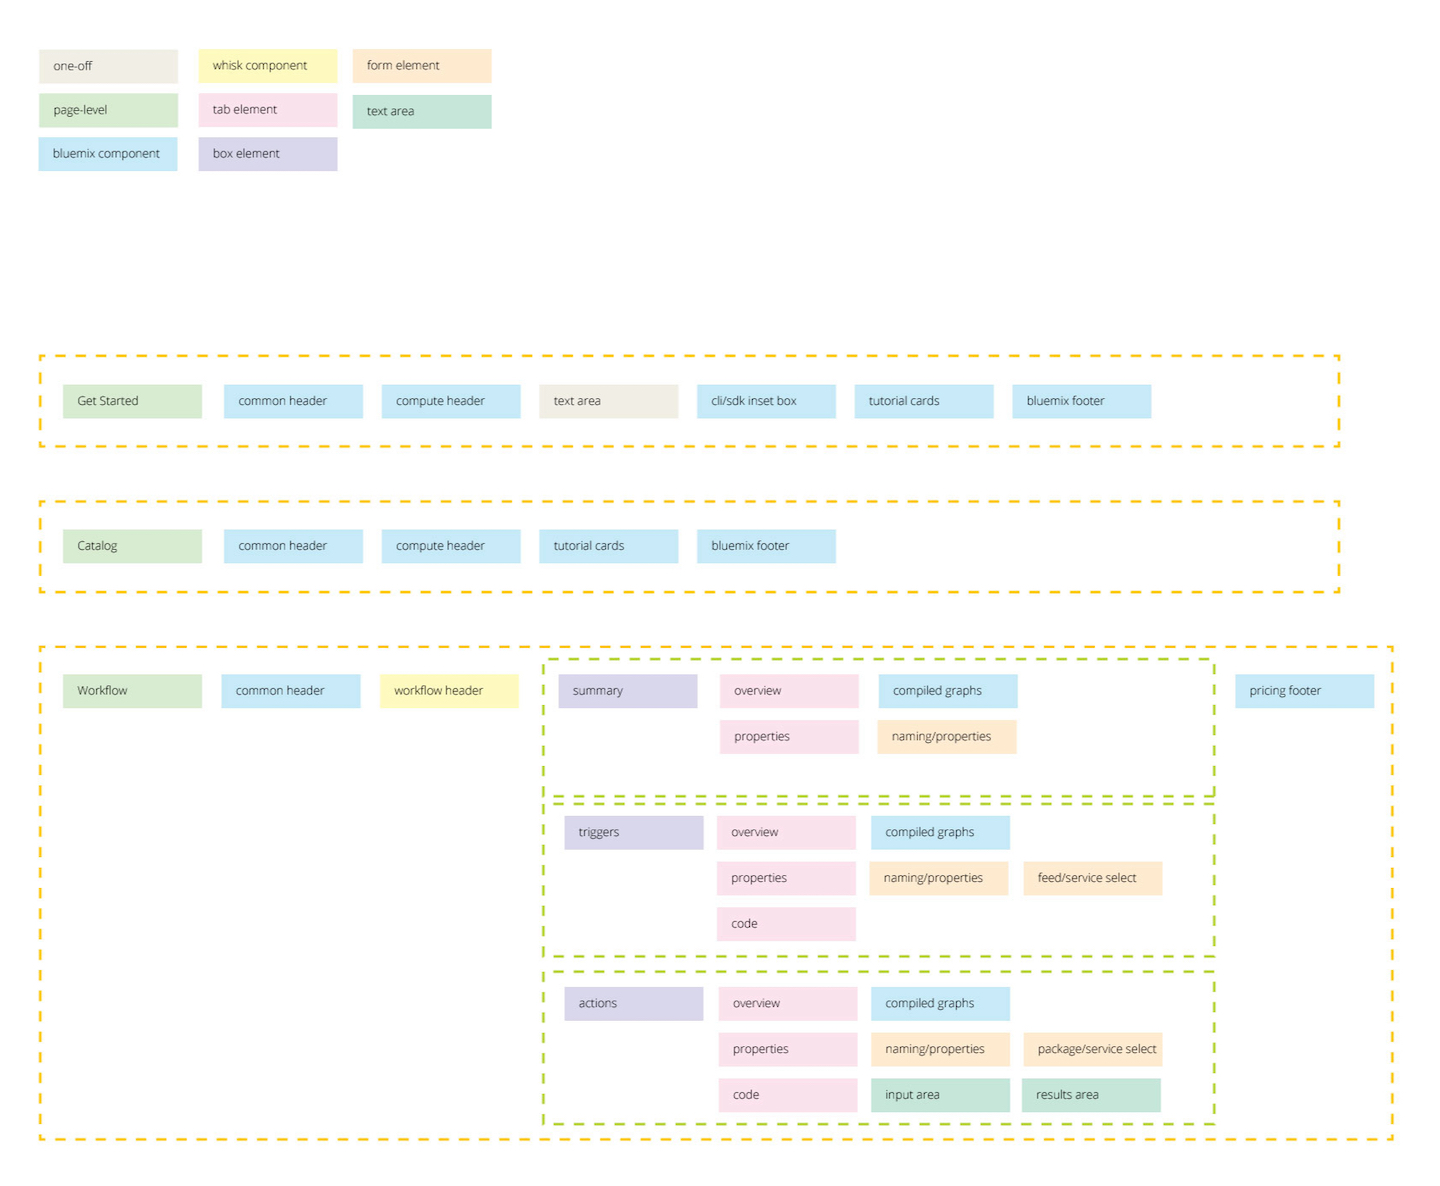 one-off
whisk component
form element
page-level
tab element
text area
bluemix component
box element
Get Started
common header
compute header
text area
cli/sdk inset box
tutorial cards
bluemix footer
Catalog
common header
compute header
tutorial cards
bluemix footer
Workflow
common header
workflow header
summary
overview
compiled graphs
pricing footer
properties
naming/properties
triggers
overview
compiled graphs
properties
naming/properties
feed/service select
code
actions
overview
compiled graphs
properties
naming/properties
package/service select
code
input area
results area